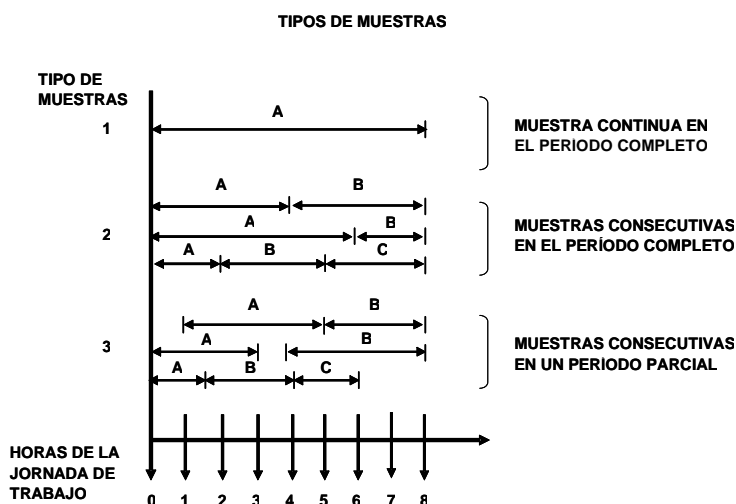 TIPOS DE MUESTRAS
TIPO DE
MUESTRAS
A
1
MUESTRA CONTINUA EN
EL PERIODO COMPLETO
A B
A B
2
A B C
MUESTRAS CONSECUTIVAS
EN EL PERÍODO COMPLETO
A B
3
A B
A B C
MUESTRAS CONSECUTIVAS
EN UN PERIODO PARCIAL
HORAS DE LA
JORNADA DE
TRABAJO
0 1 2 3 4 5 6 7 8